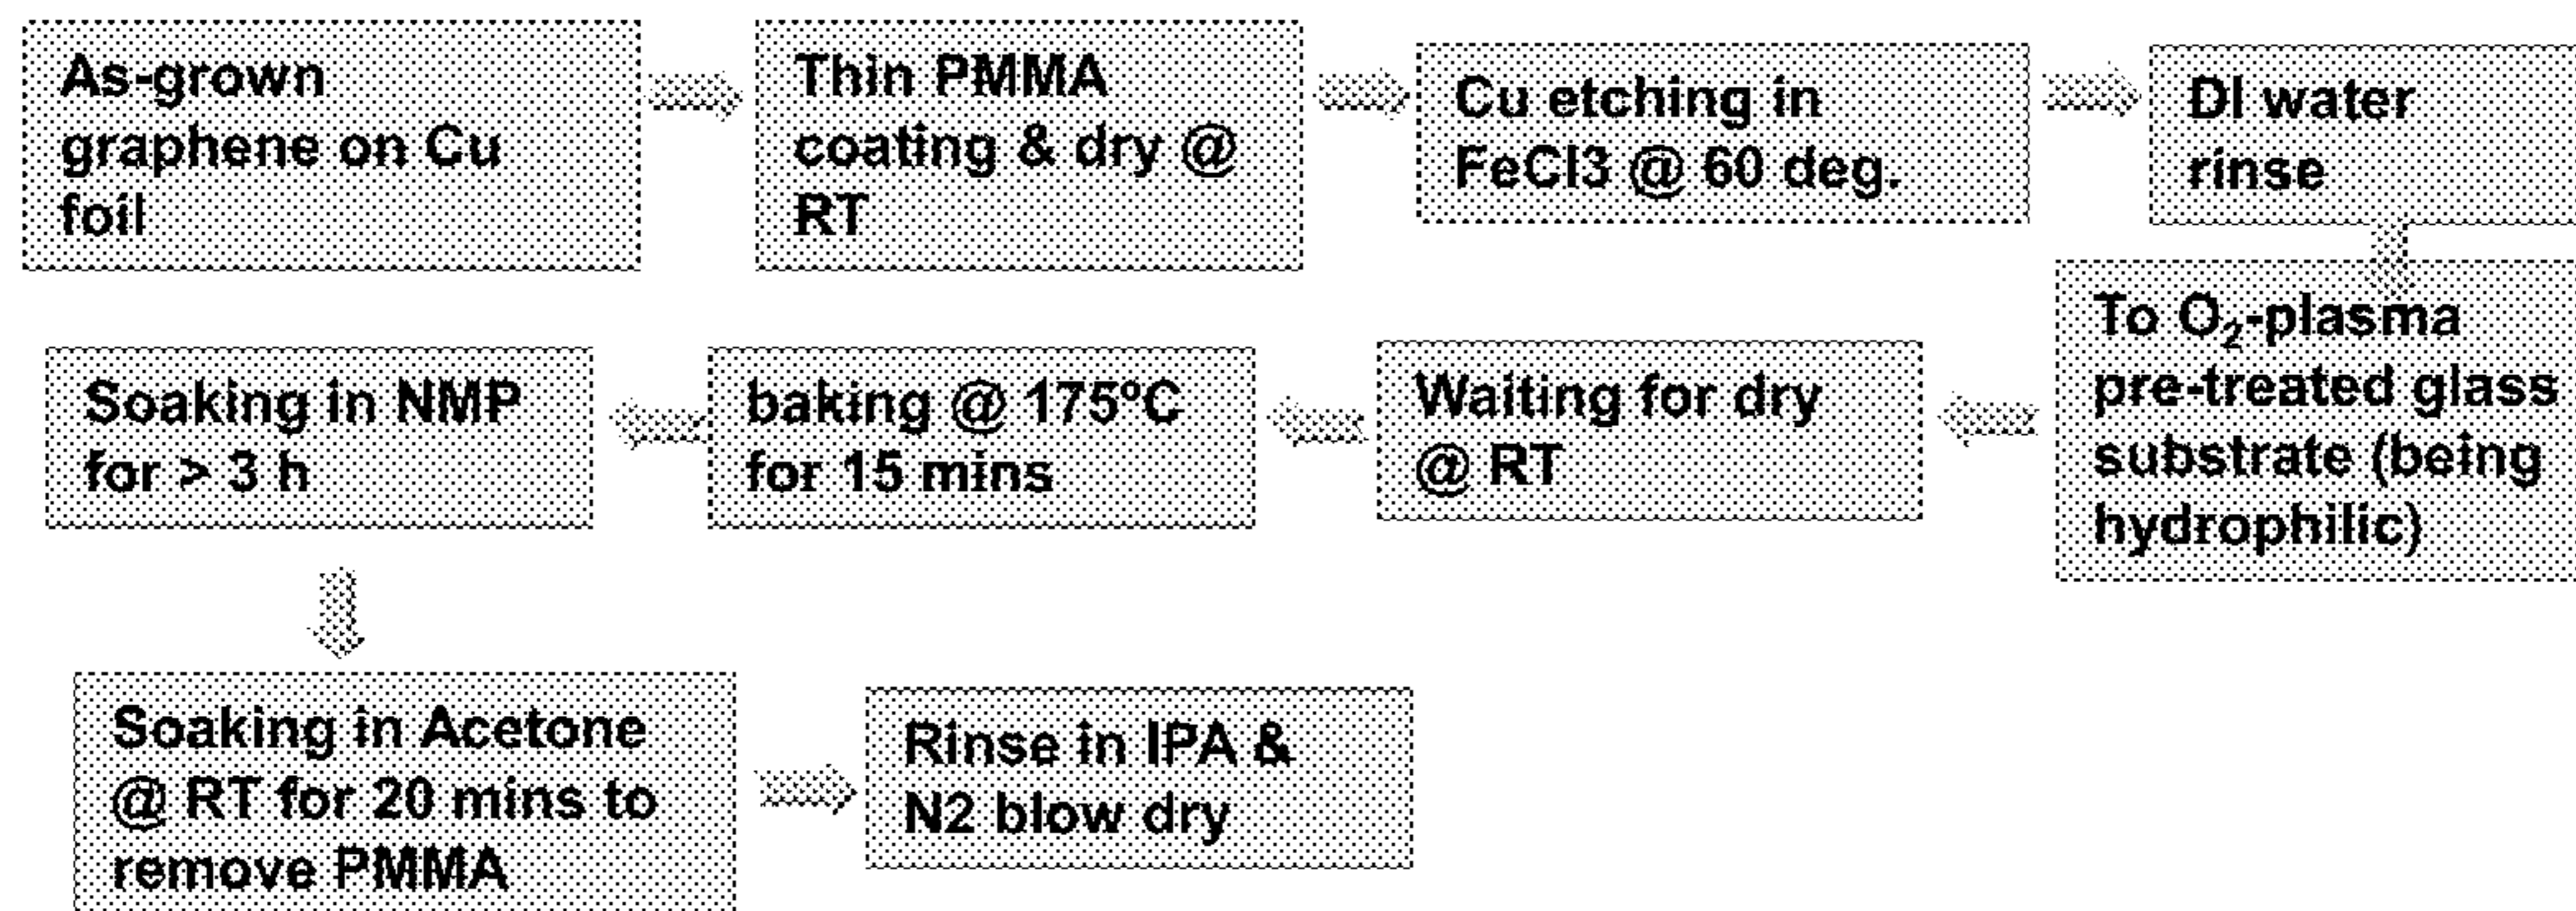 As-grown
graphene on Cu
foil
Thin PMMA
coating & dry @
RT
Cu etching in
FeCl3 @ 60 deg.
DI water
rinse
To O₂-plasma
pre-treated glass
substrate (being
hydrophilic)
Waiting for dry
@ RT
baking @ 175ºC
for 15 mins
Soaking in NMP
for > 3 h
Soaking in Acetone
@ RT for 20 mins to
remove PMMA
Rinse in IPA &
N2 blow dry